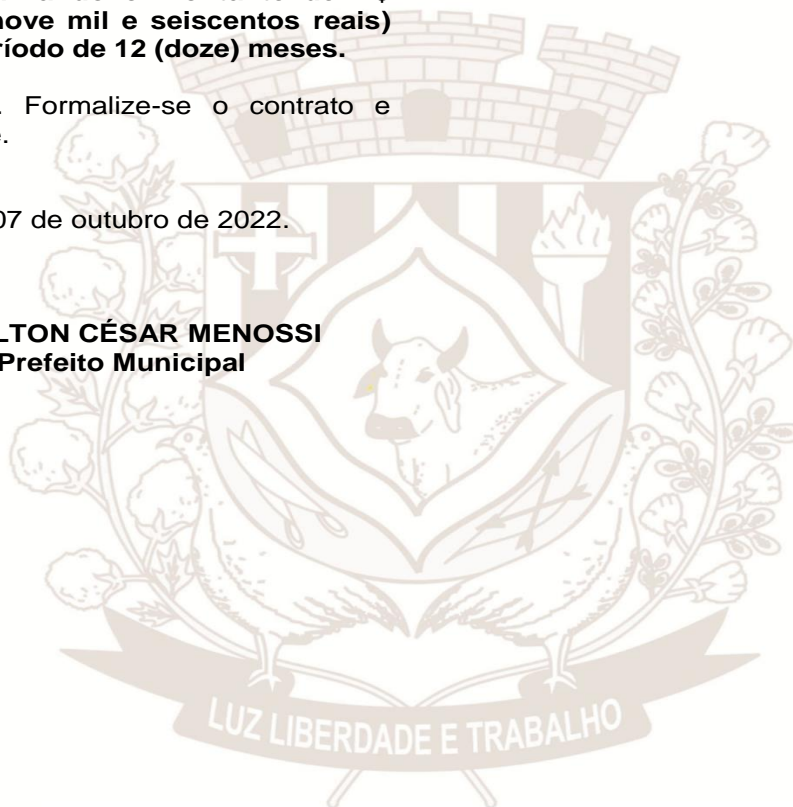 nove mil e seiscentos reais)
ríodo de 12 (doze) meses.
. Formalize-se o contrato e
e.
07 de outubro de 2022.
LTON CÉSAR MENOSSI
Prefeito Municipal
LUZ LIBERDADE E TRABALHO